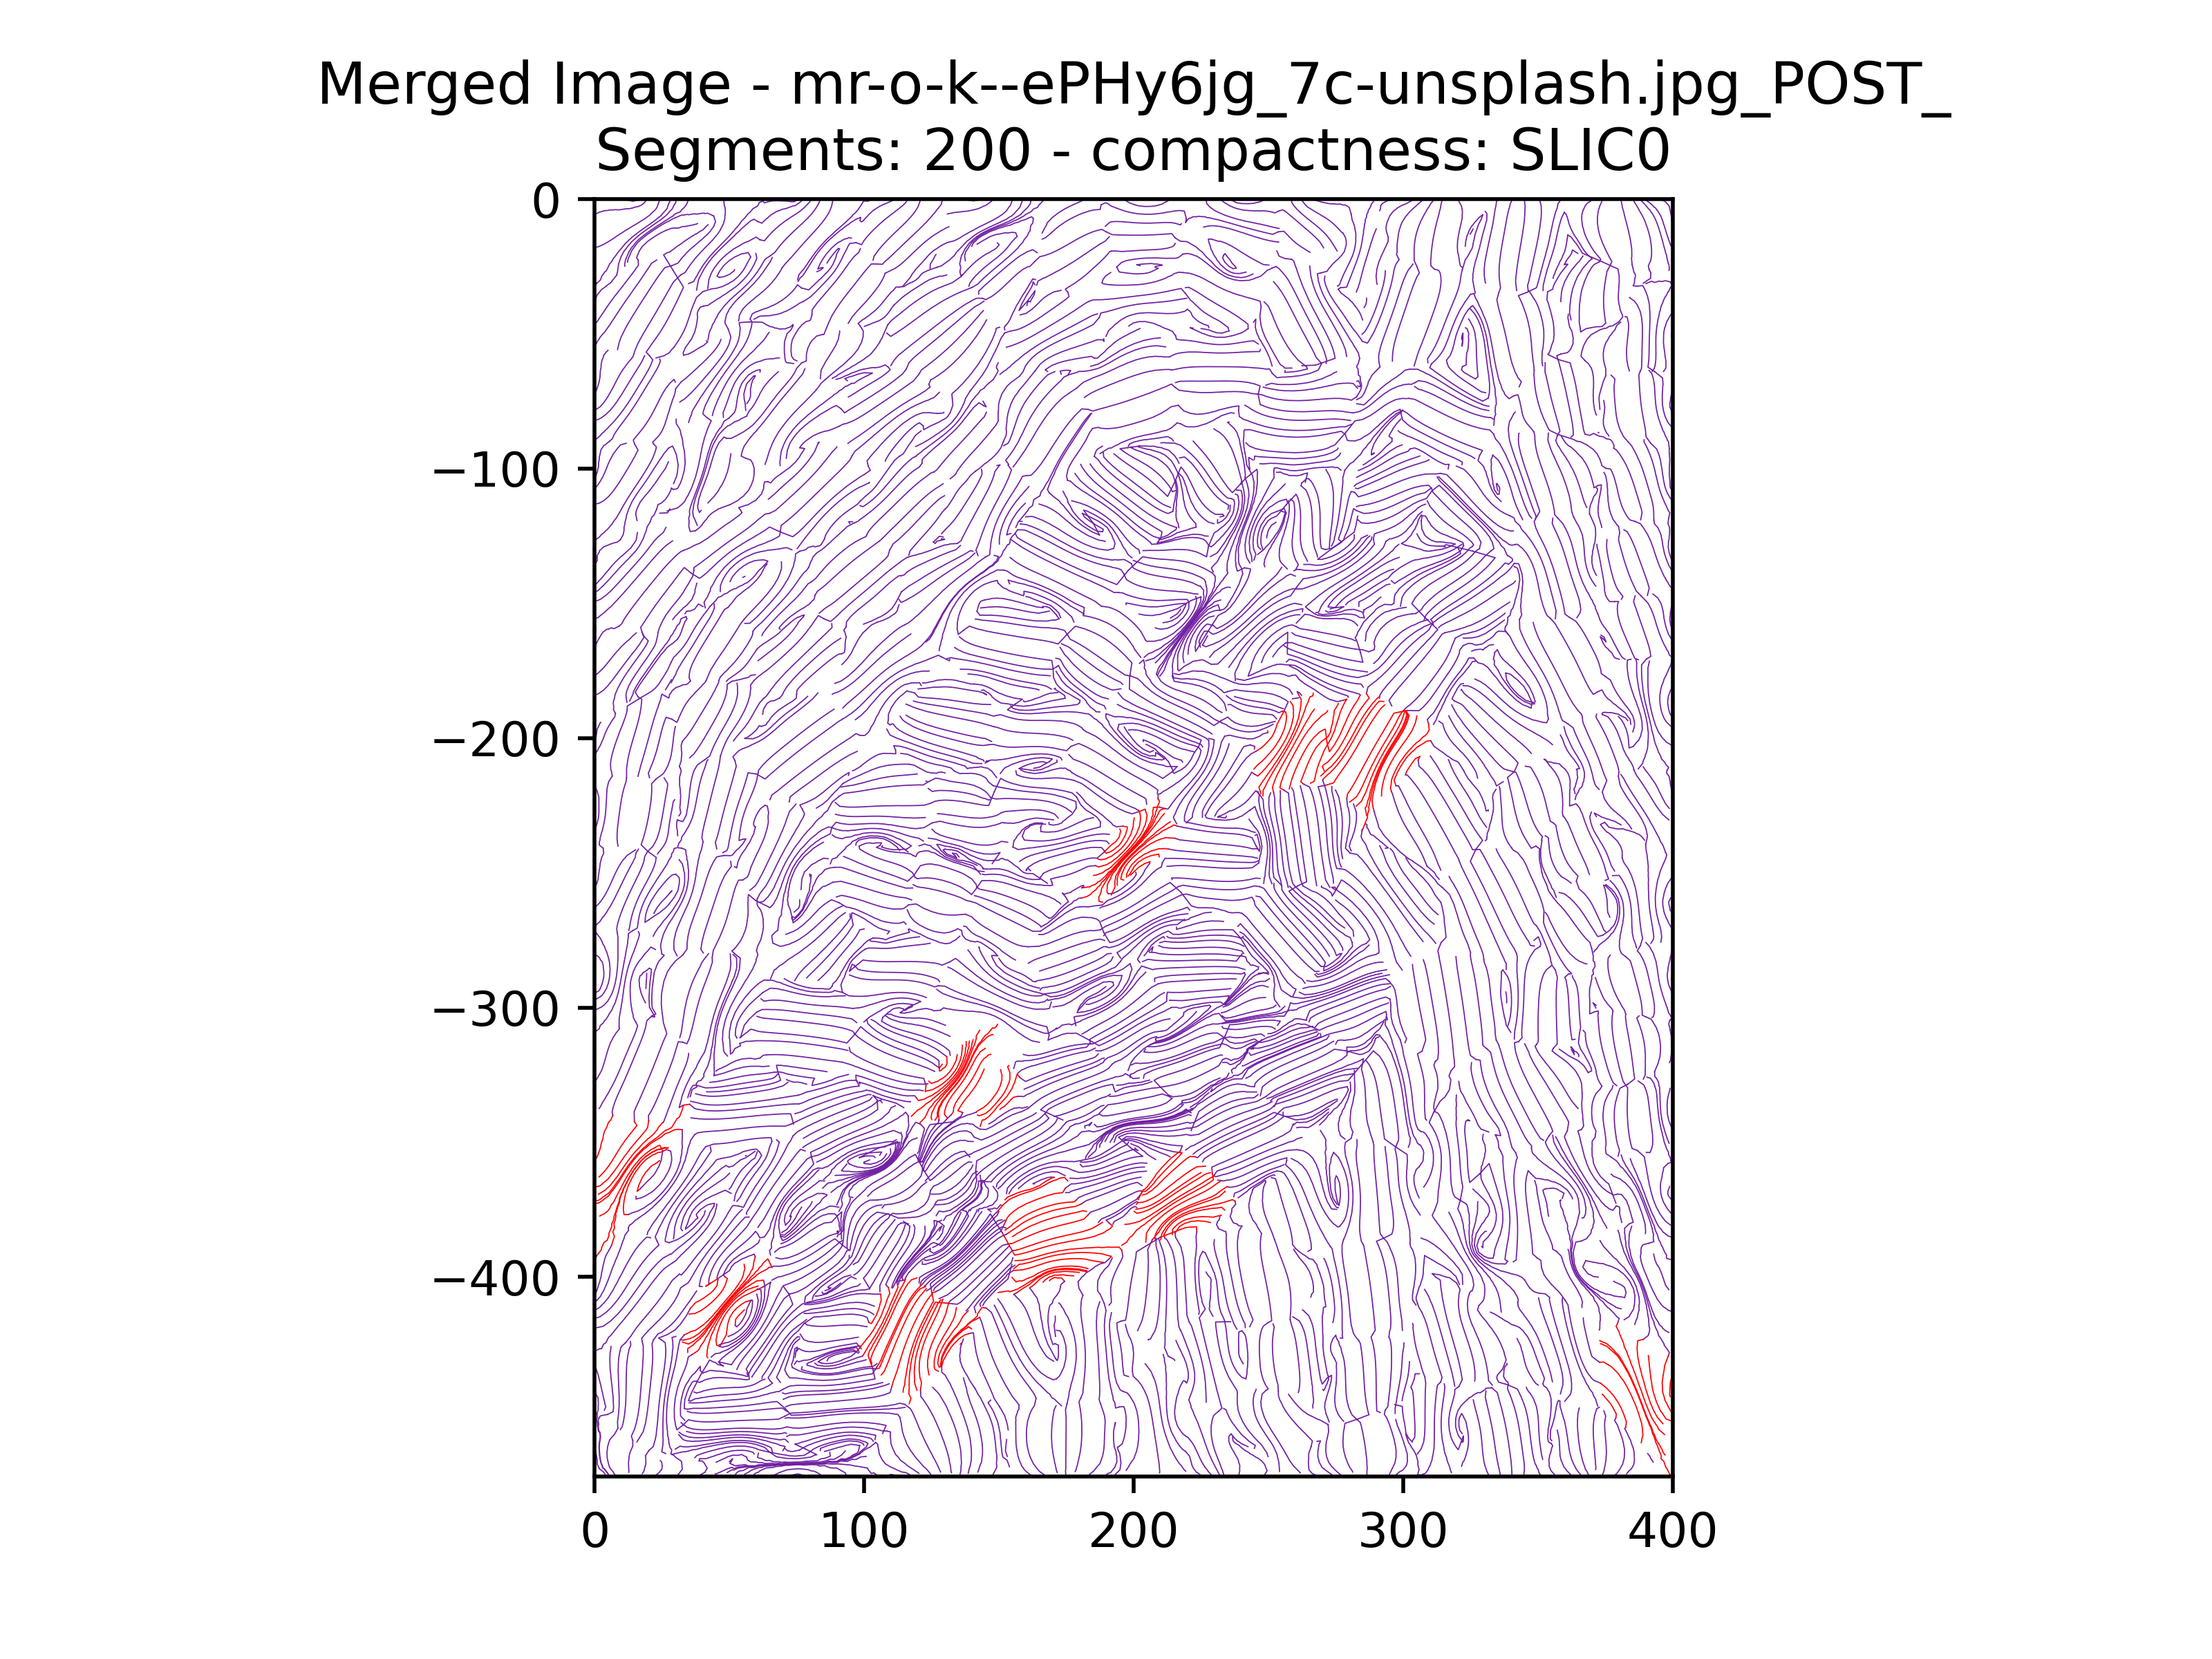 Merged Image - mr-o-k--ePHy6jg_7c-unsplash.jpg_POST_
Segments: 200 - compactness: SLIC0
0
−100
−200
−300
−400
0 100 200 300 400